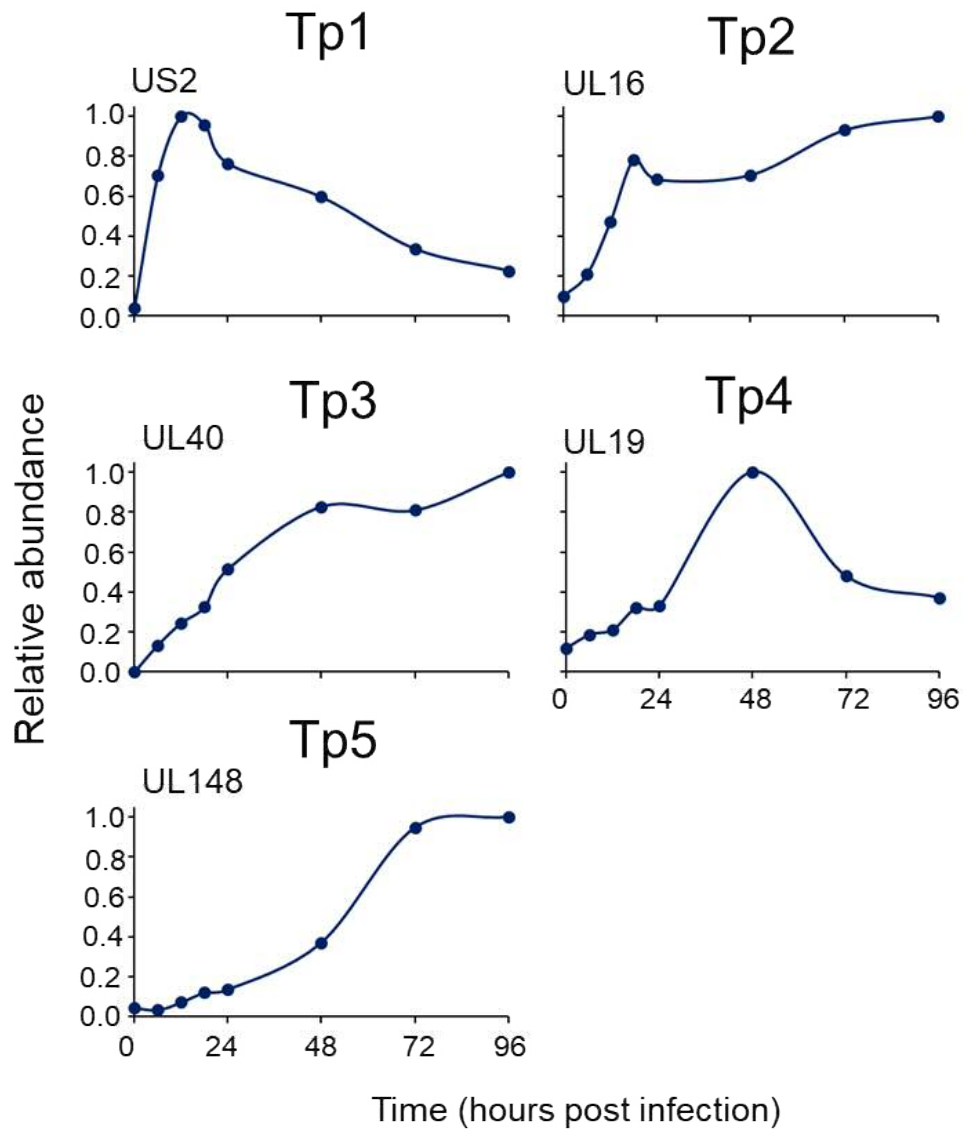 Tp1
US2
1.0
0.8
0.6
0.4
0.2
0.0
Tp2
UL16
Tp3
UL40
1.0
0.8
0.6
0.4
0.2
0.0
Tp4
UL19
0 24 48 72 96
Relative abundance
Tp5
UL148
1.0
0.8
0.6
0.4
0.2
0.0
0 24 48 72 96
Time (hours post infection)